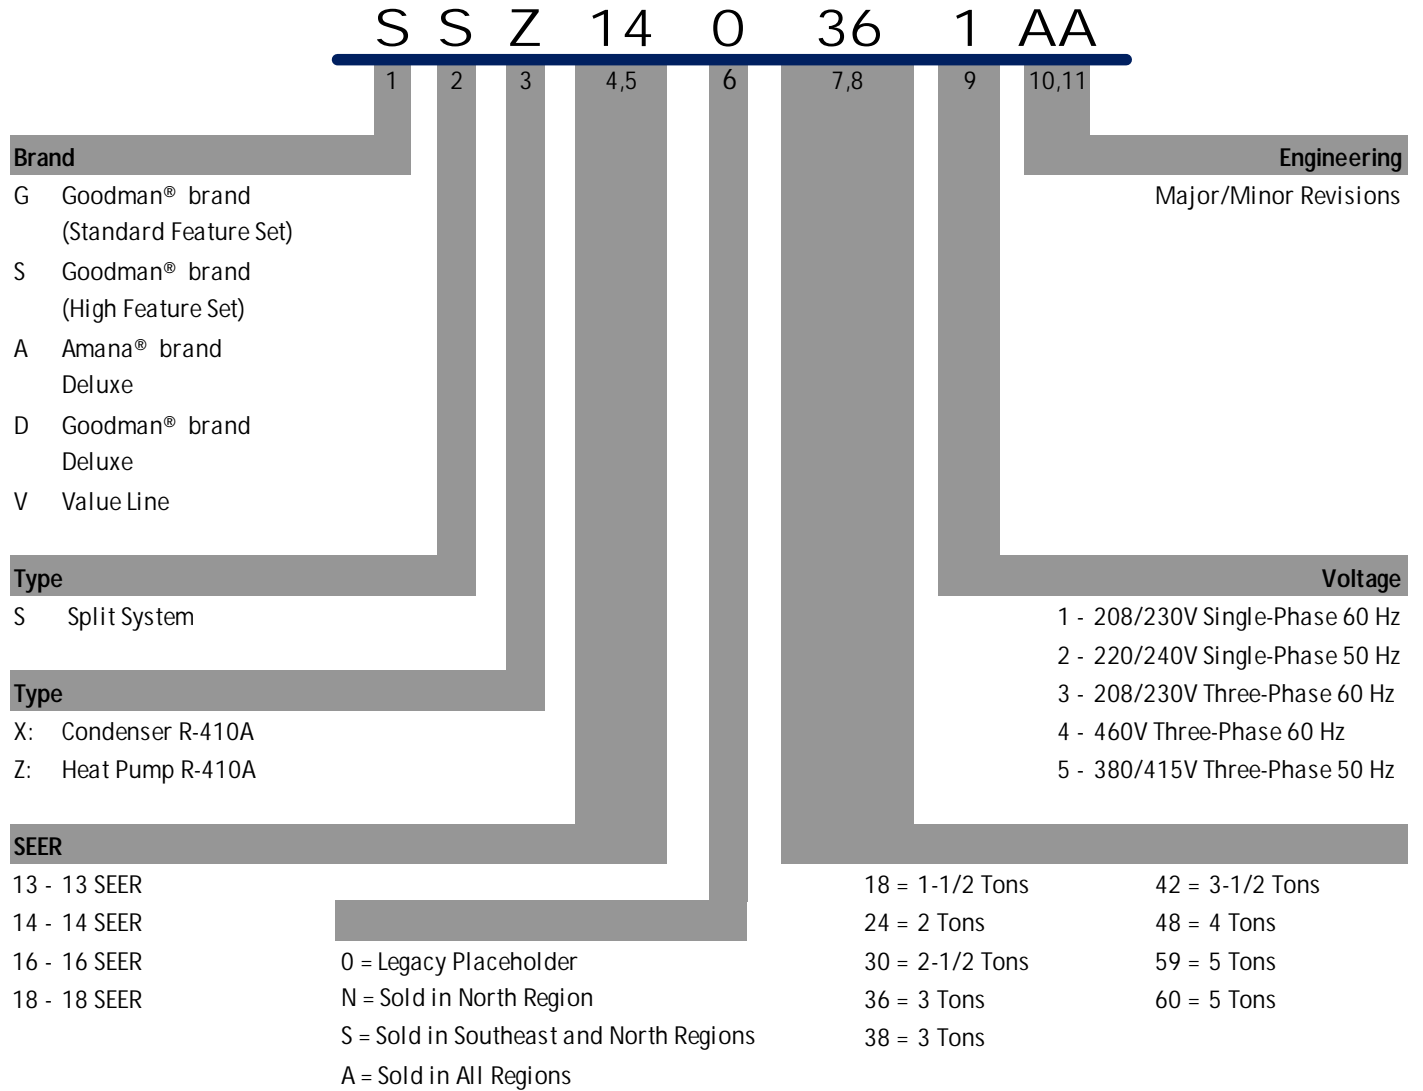 S S Z 14 0 36 1 AA
1 2 3 4,5 6 7,8 9 10,11
Brand
G Goodman® brand
(Standard Feature Set)
S Goodman® brand
(High Feature Set)
A Amana® brand
Deluxe
D Goodman® brand
Deluxe
V Value Line
Engineering
Major/Minor Revisions
Type
S Split System
Voltage
1 - 208/230V Single-Phase 60 Hz
2 - 220/240V Single-Phase 50 Hz
3 - 208/230V Three-Phase 60 Hz
4 - 460V Three-Phase 60 Hz
5 - 380/415V Three-Phase 50 Hz
Type
X: Condenser R-410A
Z: Heat Pump R-410A
SEER
13 - 13 SEER
14 - 14 SEER
16 - 16 SEER
18 - 18 SEER
0 = Legacy Placeholder
N = Sold in North Region
S = Sold in Southeast and North Regions
A = Sold in All Regions
18 = 1-1/2 Tons
24 = 2 Tons
30 = 2-1/2 Tons
36 = 3 Tons
38 = 3 Tons
42 = 3-1/2 Tons
48 = 4 Tons
59 = 5 Tons
60 = 5 Tons